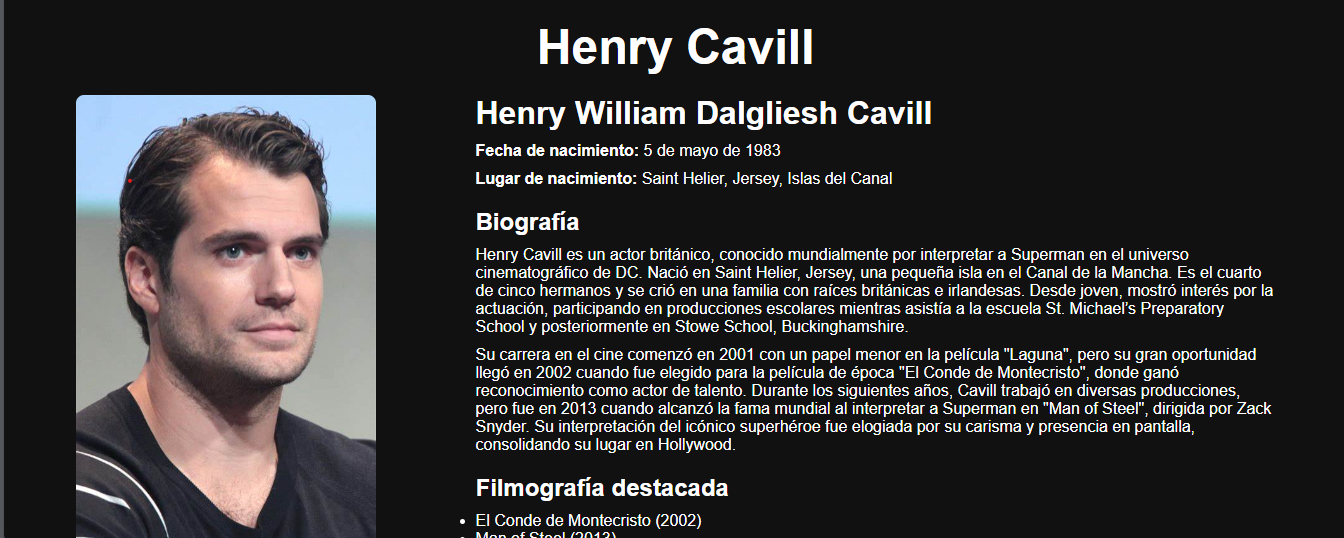 Henry Cavill
Henry William Dalgliesh Cavill
Fecha de nacimiento: 5 de mayo de 1983
Lugar de nacimiento: Saint Helier, Jersey, Islas del Canal
Biografía
Henry Cavill es un actor británico, conocido mundialmente por interpretar a Superman en el universo
cinematográfico de DC. Nació en Saint Helier, Jersey, una pequeña isla en el Canal de la Mancha. Es el cuarto
de cinco hermanos y se crió en una familia con raíces británicas e irlandesas. Desde joven, mostró interés por la
actuación, participando en producciones escolares mientras asistía a la escuela St. Michael's Preparatory
School y posteriormente en Stowe School, Buckinghamshire.
Su carrera en el cine comenzó en 2001 con un papel menor en la película "Laguna", pero su gran oportunidad
llegó en 2002 cuando fue elegido para la película de época "El Conde de Montecristo", donde ganó
reconocimiento como actor de talento. Durante los siguientes años, Cavill trabajó en diversas producciones,
pero fue en 2013 cuando alcanzó la fama mundial al interpretar a Superman en "Man of Steel", dirigida por Zack
Snyder. Su interpretación del icónico superhéroe fue elogiada por su carisma y presencia en pantalla,
consolidando su lugar en Hollywood.
Filmografía destacada
• El Conde de Montecristo (2002)
Man of Steel (2013)